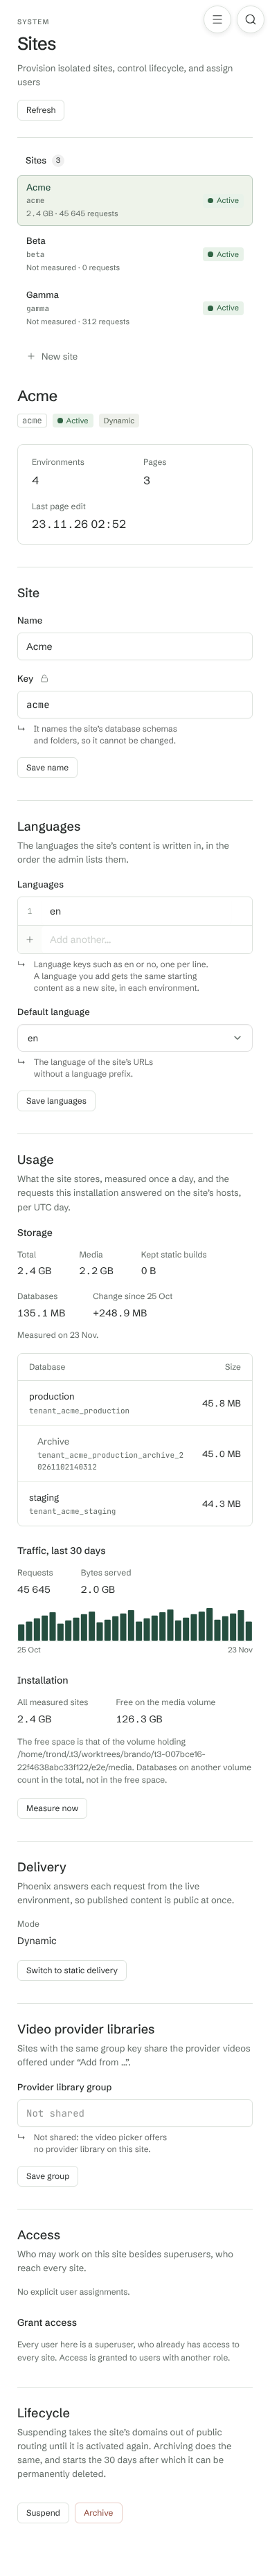 SYSTEM
Sites
Provision isolated sites, control lifecycle, and assign
users
Refresh
Sites 3
Acme
acme
Active
2.4 GB · 45 645 requests
Beta
beta
Active
Not measured · 0 requests
Gamma
gamma
Active
Not measured · 312 requests
+ New site
Acme
acme Active Dynamic
Environments Pages
4 3
Last page edit
23.11.26 02:52
Site
Name
Acme
Key
acme
It names the site's database schemas
and folders, so it cannot be changed.
Save name
Languages
The languages the site's content is written in, in the
order the admin lists them.
Languages
1 en
+ Add another...
Language keys such as en or no, one per line.
A language you add gets the same starting
content as a new site, in each environment.
Default language
en
The language of the site's URLs
without a language prefix.
Save languages
Usage
What the site stores, measured once a day, and the
requests this installation answered on the site's hosts,
per UTC day.
Storage
Total Media Kept static builds
2.4 GB 2.2 GB 0 B
Databases Change since 25 Oct
135.1 MB +248.9 MB
Measured on 23 Nov.
Database Size
production
tenant_acme_production
45.8 MB
Archive
tenant_acme_production_archive_2
0261102140312
45.0 MB
staging
tenant_acme_staging
44.3 MB
Traffic, last 30 days
Requests Bytes served
45 645 2.0 GB
25 Oct 23 Nov
Installation
All measured sites Free on the media volume
2.4 GB 126.3 GB
The free space is that of the volume holding
/home/trond/.t3/worktrees/brando/t3-007bce16-
22f4638abc33f122/e2e/media. Databases on another volume
count in the total, not in the free space.
Measure now
Delivery
Phoenix answers each request from the live
environment, so published content is public at once.
Mode
Dynamic
Switch to static delivery
Video provider libraries
Sites with the same group key share the provider videos
offered under “Add from …”.
Provider library group
Not shared
Not shared: the video picker offers
no provider library on this site.
Save group
Access
Who may work on this site besides superusers, who
reach every site.
No explicit user assignments.
Grant access
Every user here is a superuser, who already has access to
every site. Access is granted to users with another role.
Lifecycle
Suspending takes the site's domains out of public
routing until it is activated again. Archiving does the
same, and starts the 30 days after which it can be
permanently deleted.
Suspend Archive